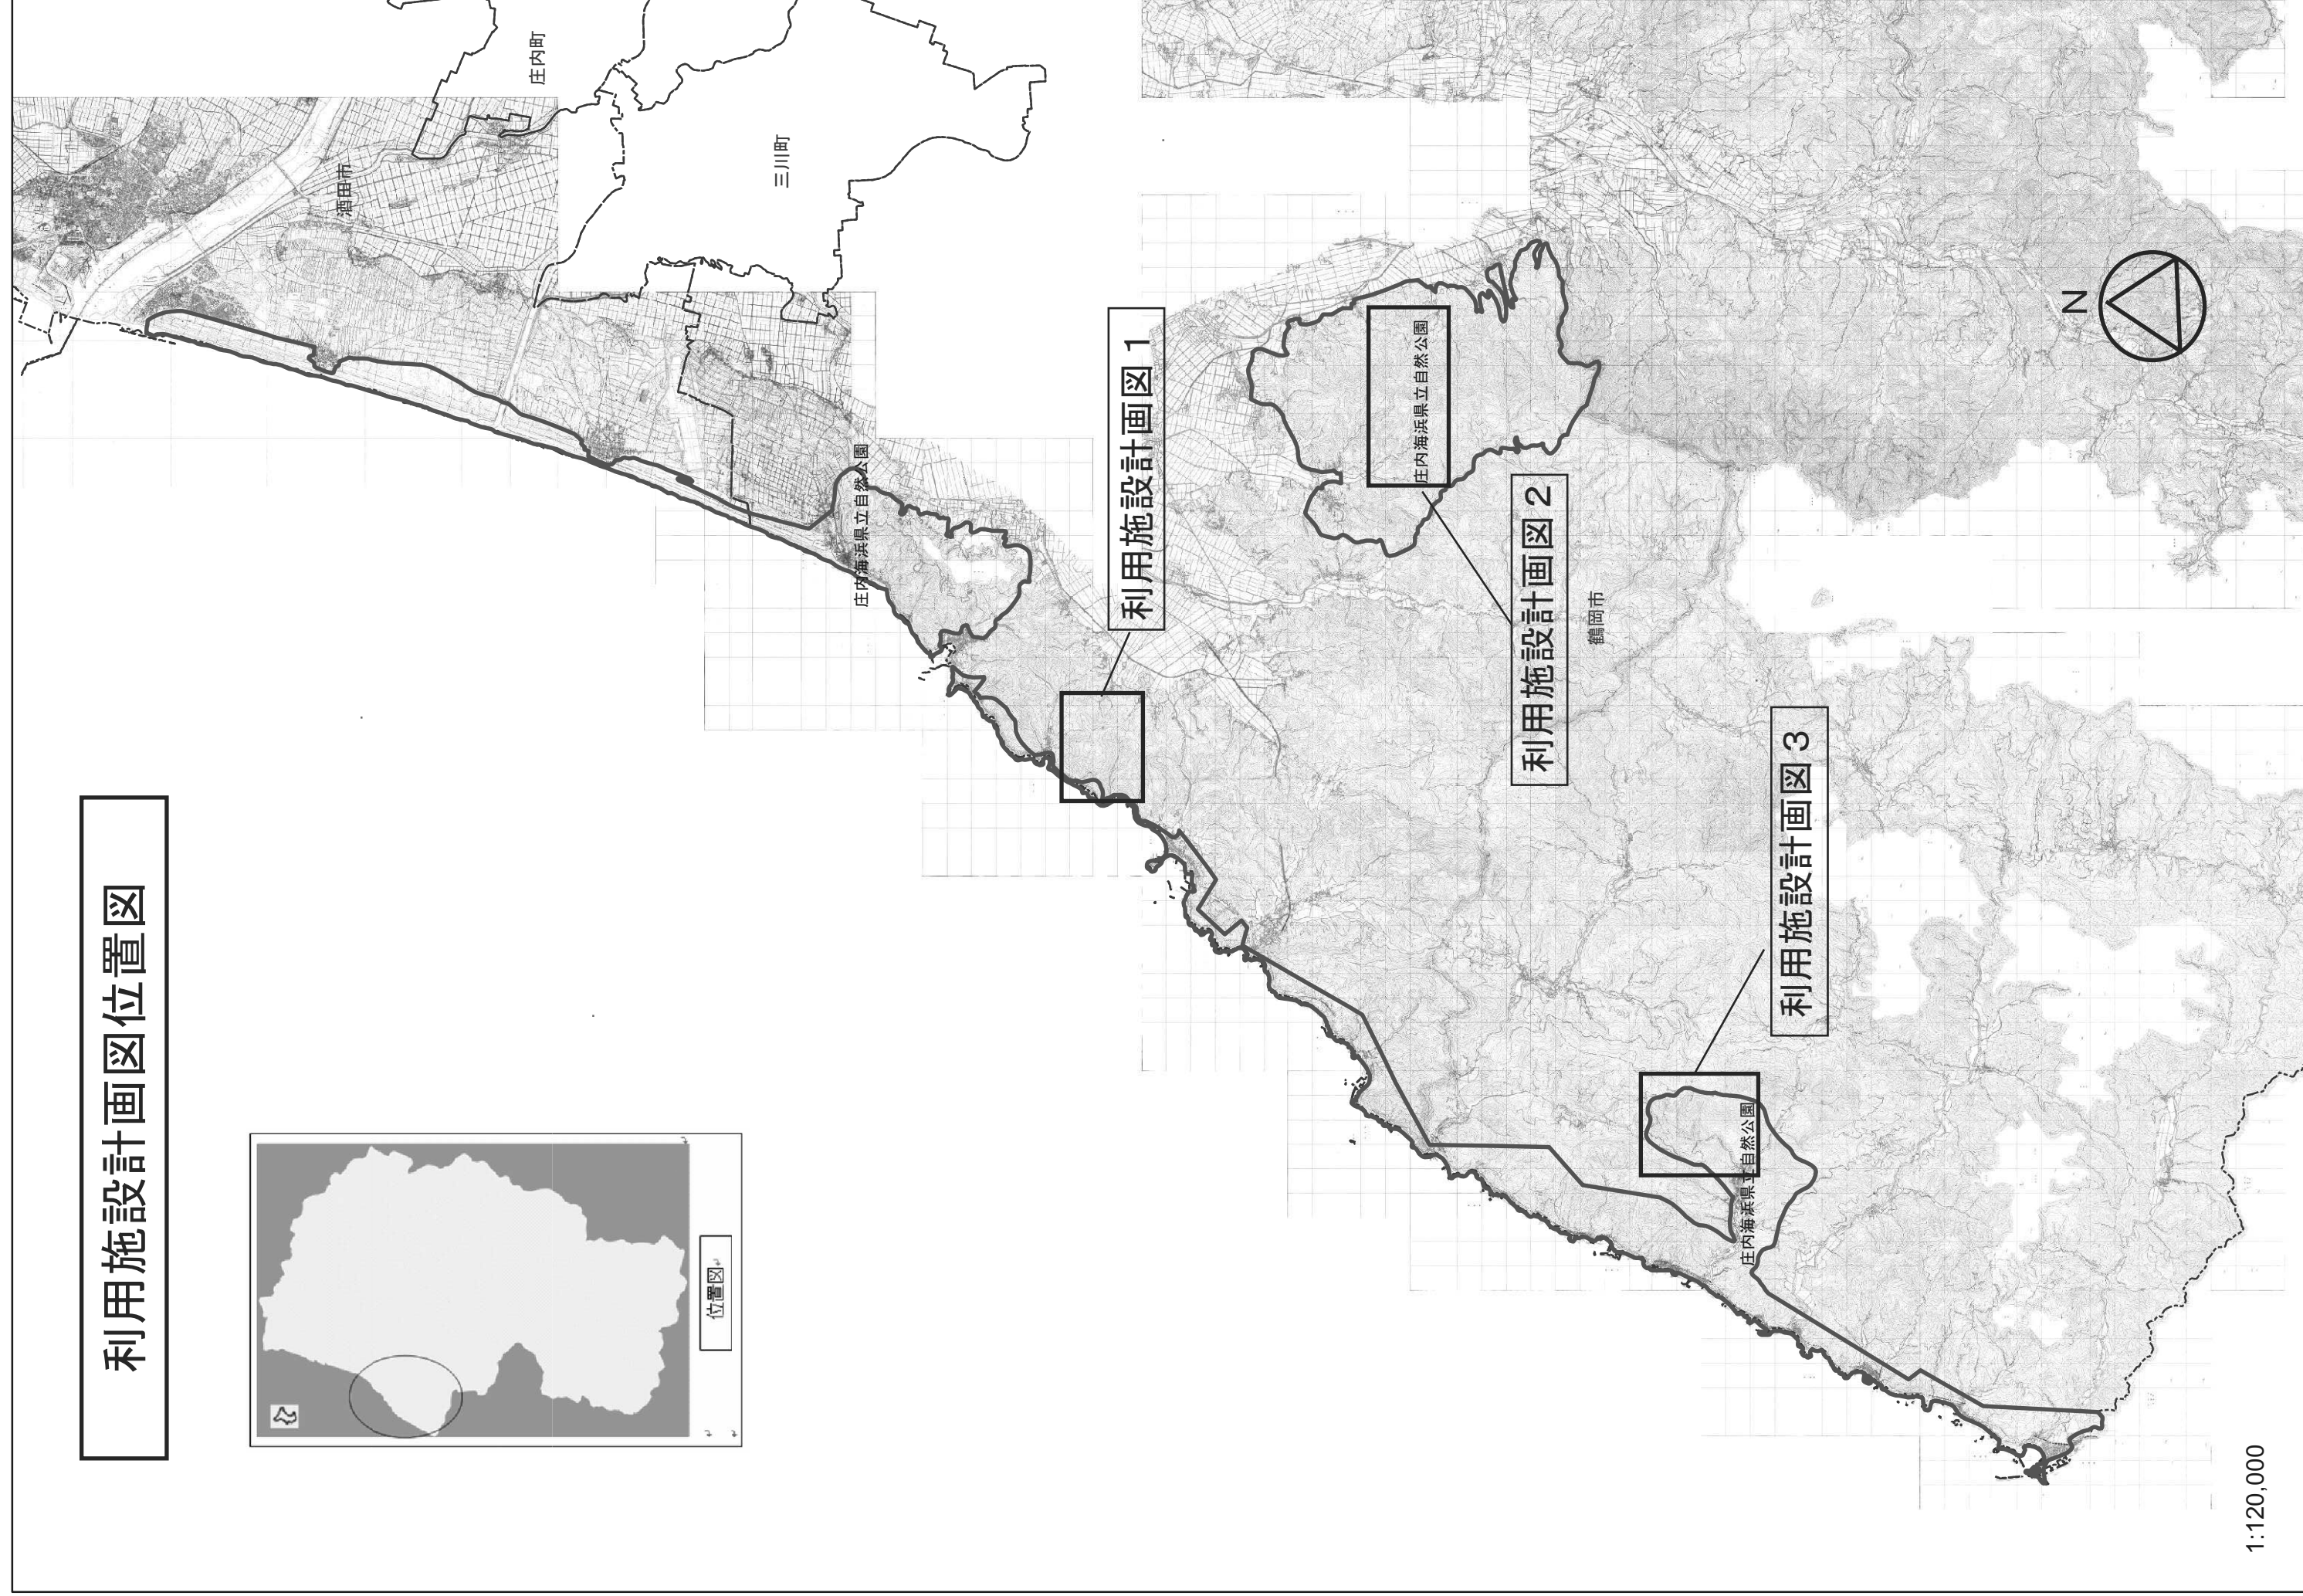 利用施設計画図位置図
位置図
庄内町
酒田市
三川町
庄内海浜県立自然公園
利用施設計画図1
庄内海浜県立自然公園
利用施設計画図2
鶴岡市
利用施設計画図3
庄内海浜県立自然公園
N
1:120,000